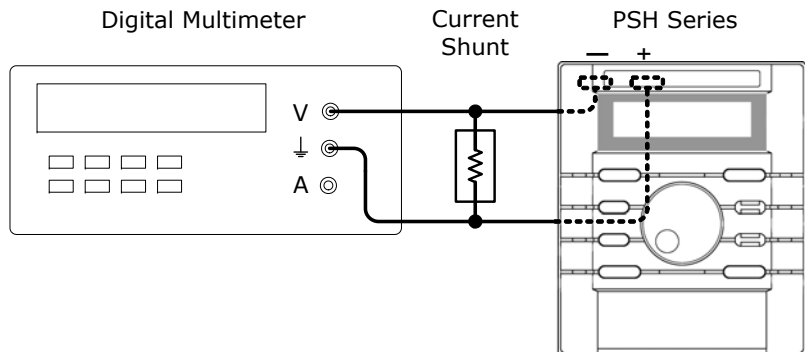 Digital Multimeter
Current
Shunt
PSH Series
V
A
— +